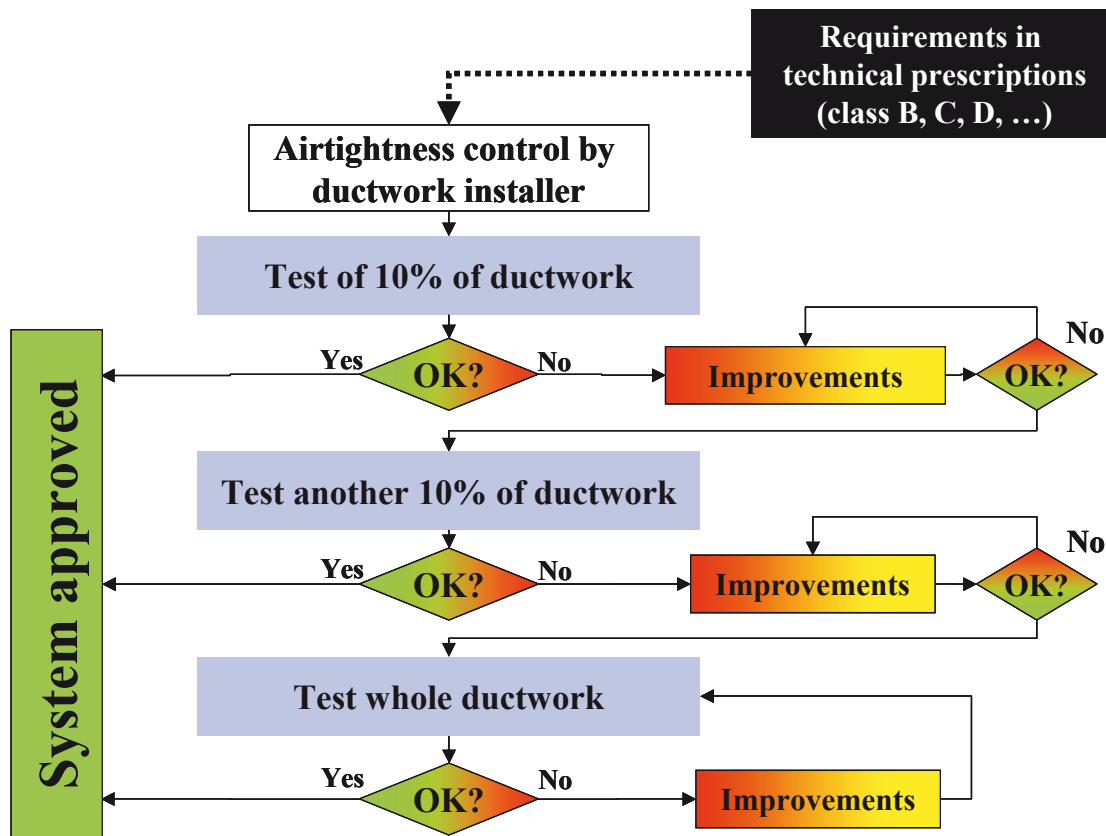 Requirements in
technical prescriptions
(class B, C, D, …)
Airtightness control by
ductwork installer
Test of 10% of ductwork
Yes
OK?
No
Improvements
OK?
No
Test another 10% of ductwork
Yes
OK?
No
Improvements
OK?
No
Test whole ductwork
Yes
OK?
No
Improvements
System approved